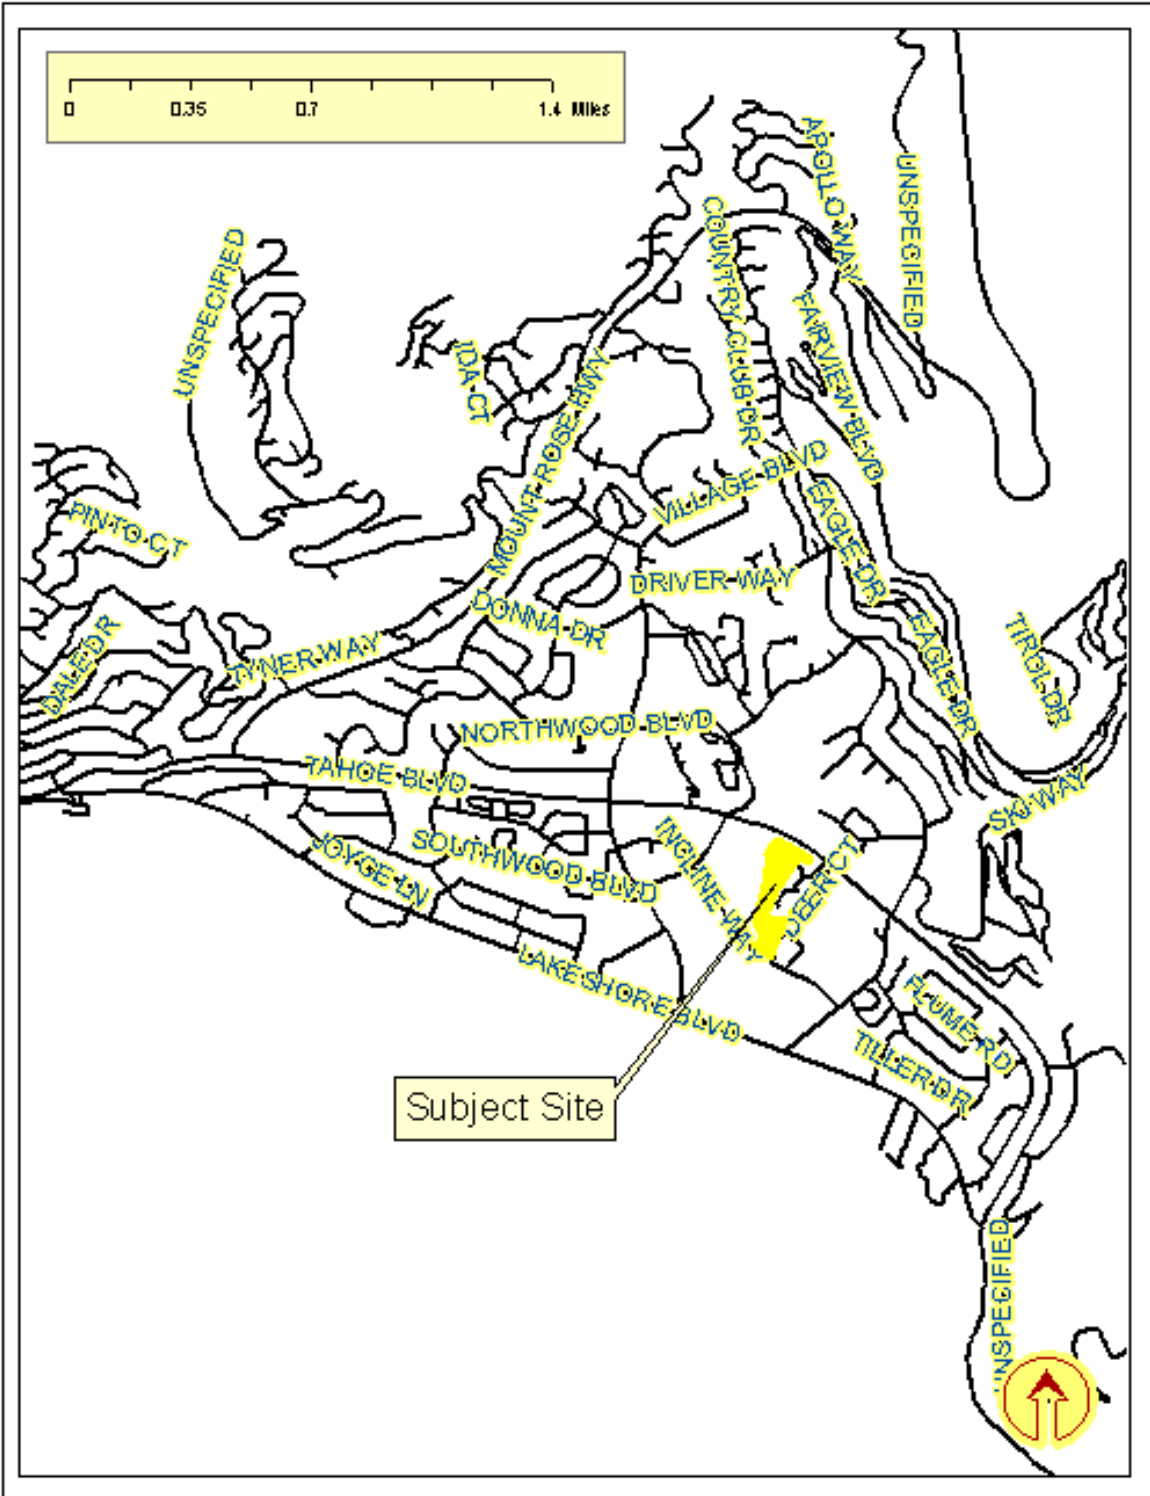 0 0.35 0.7 1.4 Miles
APOLLO WAY
UNSPECIFIED
COUNTRY CLUB DR
UNSPECIFIED
FAIRVIEW BLVD
IDA CT
MOUNT ROSE HWY
VILLAGE BLVD
EAGLE DR
PINTO CT
DRIVER WAY
DONNA DR
DALE DR
TYNER WAY
EAGLE DR
TIROL DR
NORTHWOOD BLVD
TAHOE BLVD
SKI WAY
JOYCE LN
SOUTHWOOD BLVD
INCLINE WAY
DEER CT
LAKESHORE BLVD
FLUME RD
TILLER DR
Subject Site
UNSPECIFIED